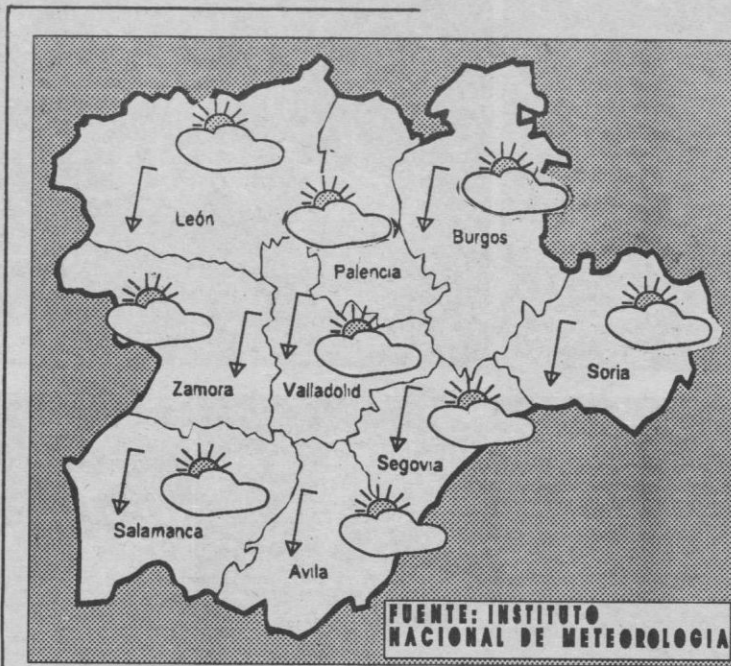 León
Burgos
Palencia
Soria
Zamora
Valladolid
Segovia
Salamanca
Avila
FUENTE: INSTITUTO
NACIONAL DE METEOROLOGIA